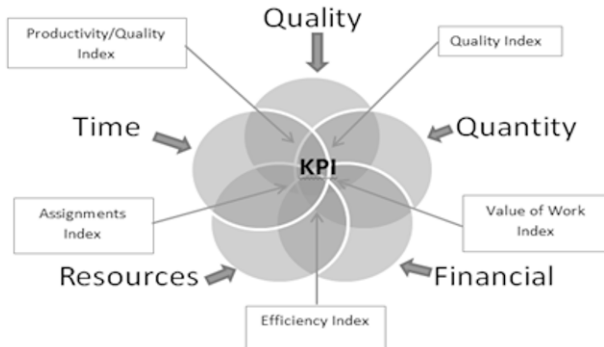 Quality
Productivity/Quality
Index
Quality Index
Time
Quantity
KPI
Assignments
Index
Value of Work
Index
Resources
Financial
Efficiency Index